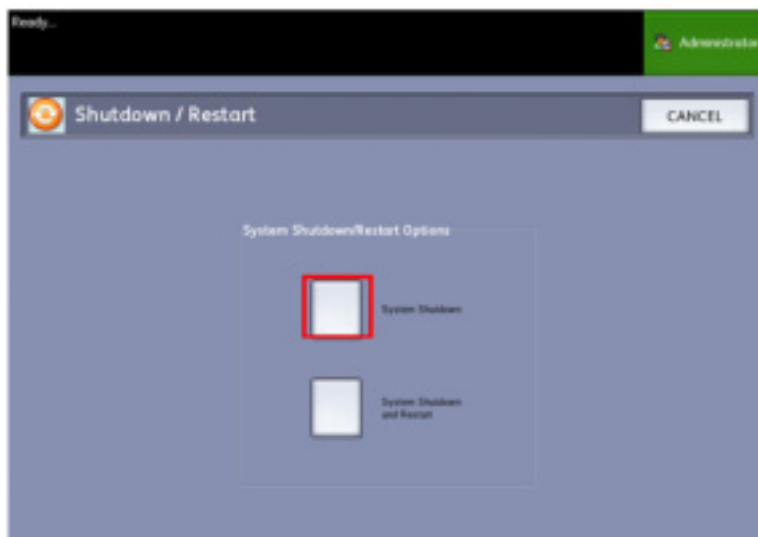 Ready...
Administrator
Shutdown / Restart
CANCEL
System Shutdown/Restart Options
System Shutdown
System Shutdown
and Restart